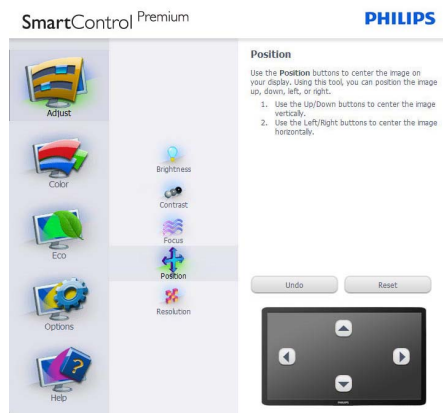 SmartControl Premium
PHILIPS
Adjust
Color
Eco
Options
Help
Brightness
Contrast
Focus
Position
Resolution
Position
Use the Position buttons to center the image on
your display. Using this tool, you can position the image
up, down, left, or right.
1. Use the Up/Down buttons to center the image
vertically.
2. Use the Left/Right buttons to center the image
horizontally.
Undo
Reset
PHILIPS